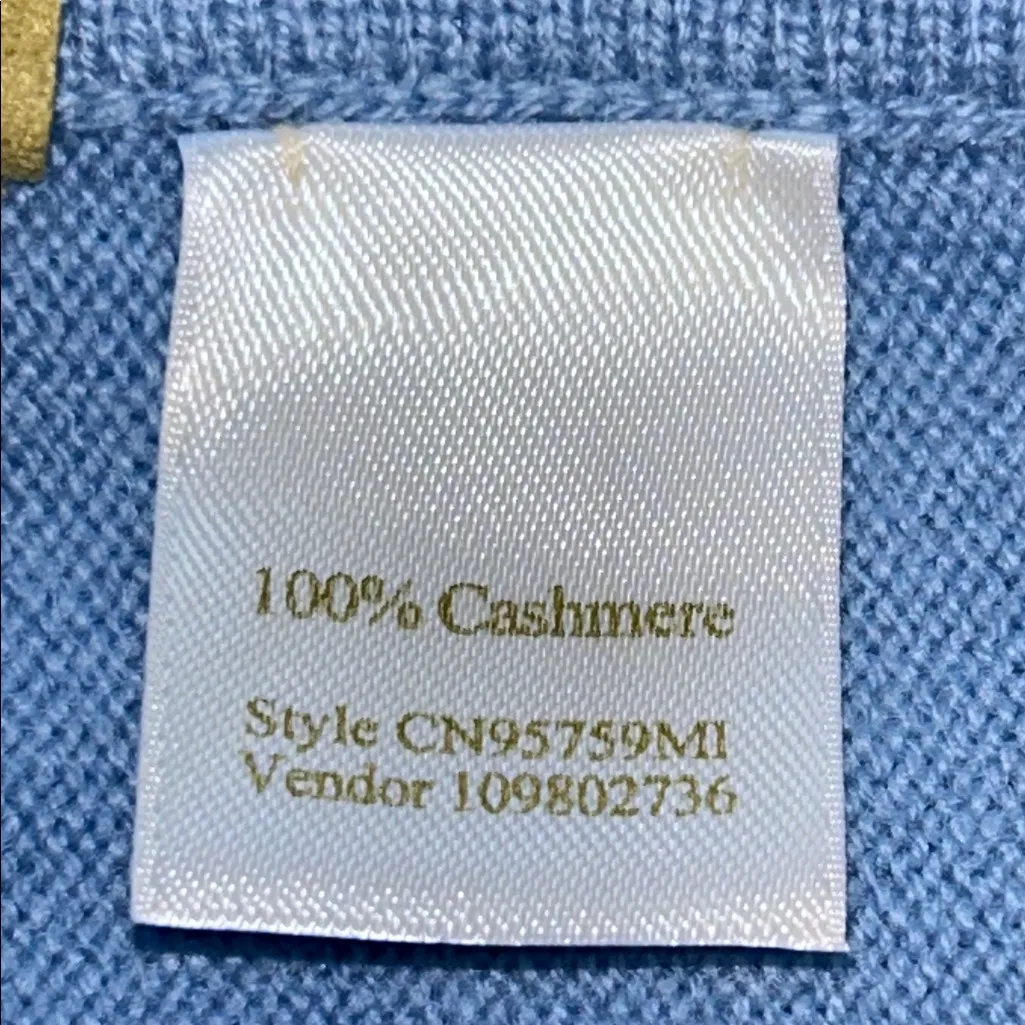 100% Cashmere
Style CN95759MI
Vendor 109802736